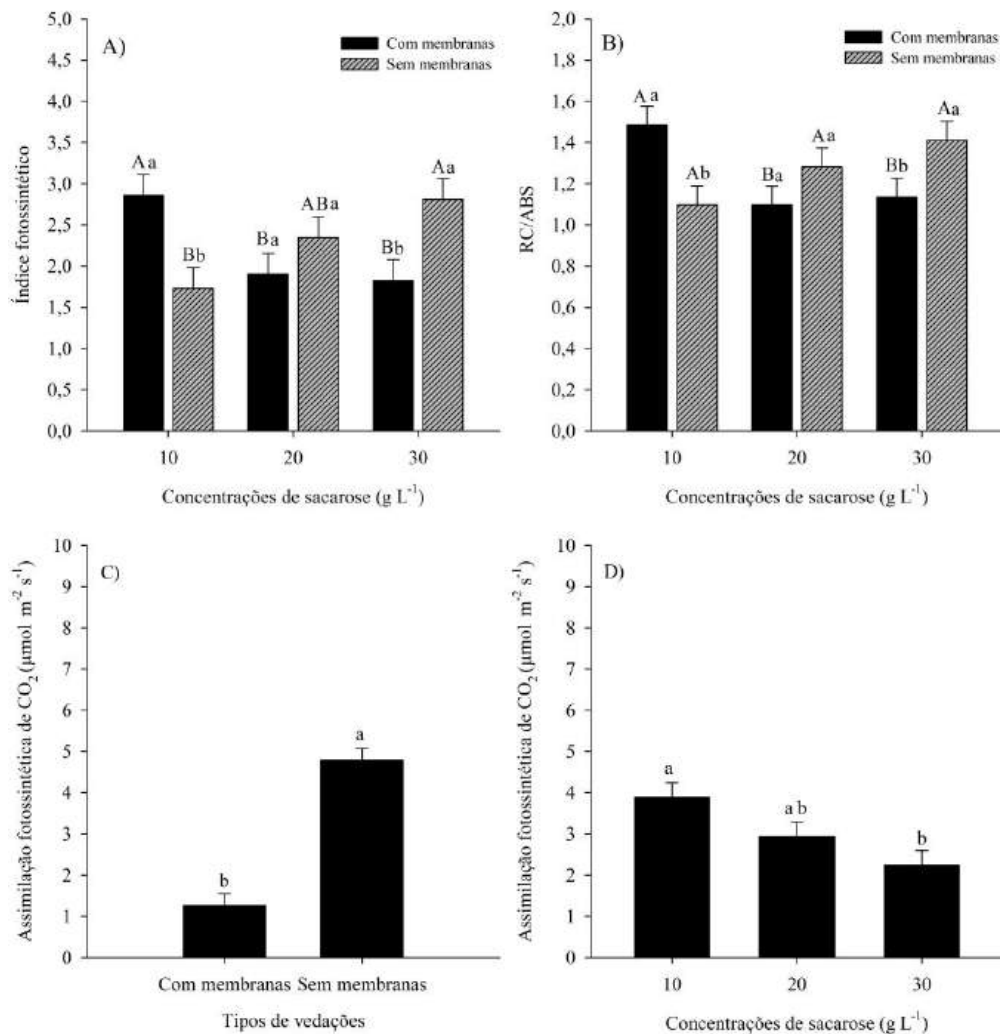 A)
Com membranas
Sem membranas
Índice fotossintético
5,0
4,5
4,0
3,5
3,0
2,5
2,0
1,5
1,0
0,5
0,0
Aa
Bb
Ba
ABa
Bb
Aa
10
20
30
Concentrações de sacarose (g L-1)
B)
Com membranas
Sem membranas
RC/ABS
2,0
1,8
1,6
1,4
1,2
1,0
0,8
0,6
0,4
0,2
0,0
Aa
Ab
Ba
Aa
Bb
Aa
10
20
30
Concentrações de sacarose (g L-1)
C)
Assimilação fotossintética de CO2 (µmol m-2 s-1)
10
9
8
7
6
5
4
3
2
1
0
b
a
Com membranas Sem membranas
Tipos de vedações
D)
Assimilação fotossintética de CO2 (µmol m-2 s-1)
10
9
8
7
6
5
4
3
2
1
0
a
ab
b
10
20
30
Concentrações de sacarose (g L-1)